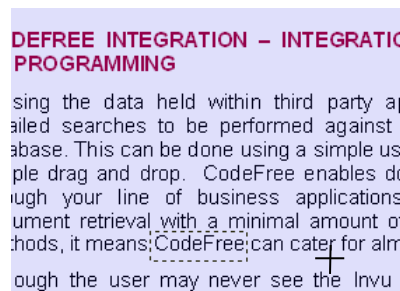 DEFREE INTEGRATION – INTEGRATIO
PROGRAMMING
sing the data held within third party ap
ailed searches to be performed against
abase. This can be done using a simple us
ple drag and drop. CodeFree enables do
ough your line of business applications
ument retrieval with a minimal amount of
thods, it means CodeFree can cater for alm
ough the user may never see the Invu